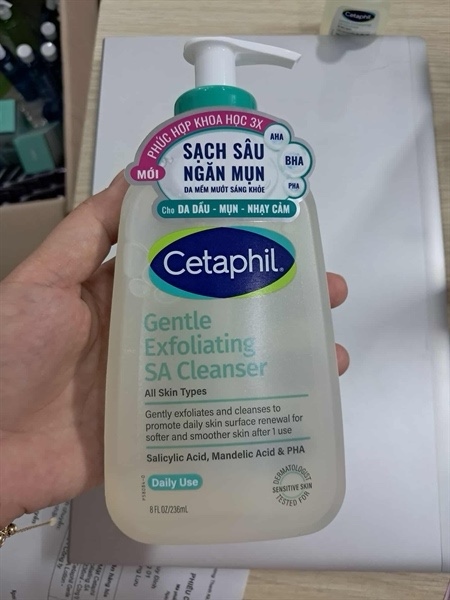 Cetaphil
PHỨC HỢP KHOA HỌC 3X
MỚI
SẠCH SÂU
NGĂN MỤN
DA MỀM MƯỚT SÁNG KHỎE
AHA
BHA
PHA
Cho DA DẦU - MỤN - NHẠY CẢM
Cetaphil®
Gentle
Exfoliating
SA Cleanser
All Skin Types
Gently exfoliates and cleanses to
promote daily skin surface renewal for
softer and smoother skin after 1 use
Salicylic Acid, Mandelic Acid & PHA
Daily Use
DERMATOLOGIST
TESTED FOR
SENSITIVE SKIN
8 FL OZ/236mL